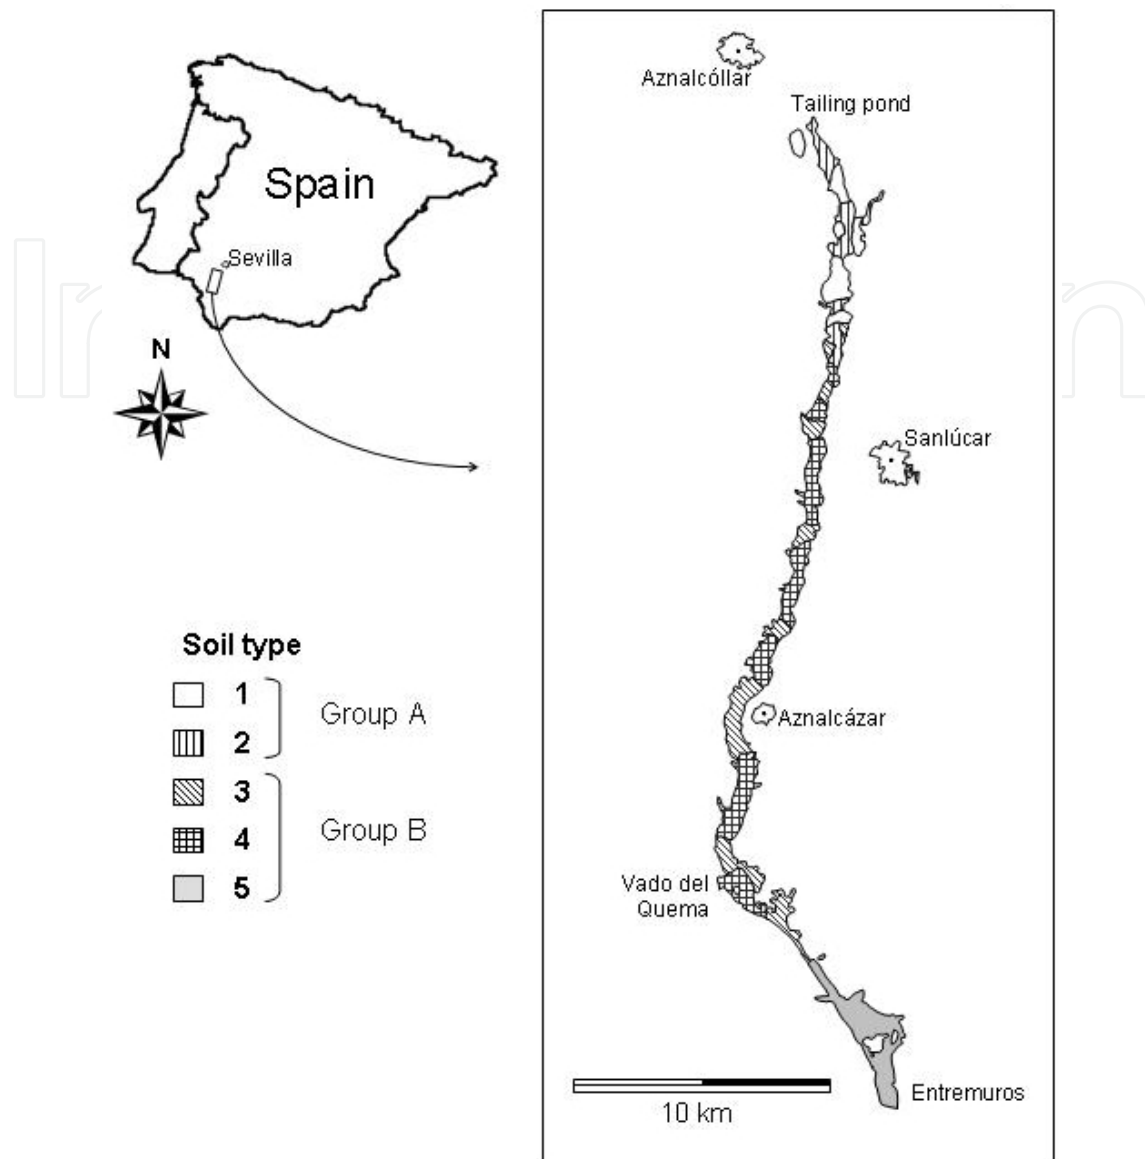 Spain
Sevilla
N
Soil type
1
2
Group A
3
4
5
Group B
Aznalcóllar
Tailing pond
Sanlúcar
Aznalcázar
Vado del
Quema
Entremuros
10 km